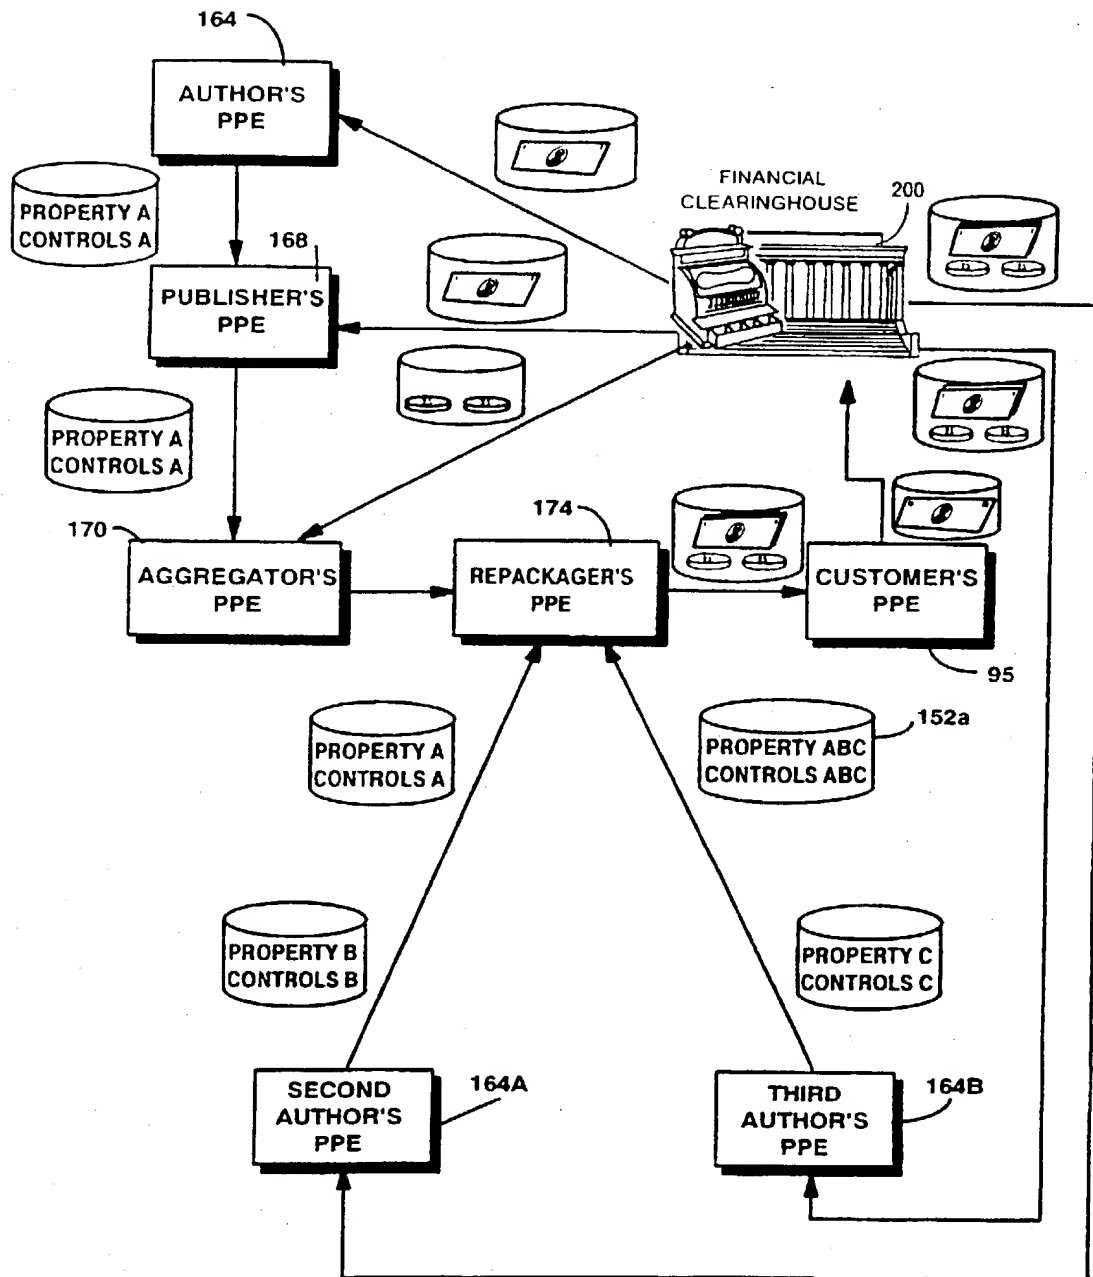 164
AUTHOR'S
PPE
PROPERTY A
CONTROLS A
FINANCIAL
CLEARINGHOUSE
200
168
PUBLISHER'S
PPE
PROPERTY A
CONTROLS A
170
AGGREGATOR'S
PPE
174
REPACKAGER'S
PPE
CUSTOMER'S
PPE
95
PROPERTY A
CONTROLS A
PROPERTY ABC
CONTROLS ABC
152a
PROPERTY B
CONTROLS B
PROPERTY C
CONTROLS C
SECOND
AUTHOR'S
PPE
164A
THIRD
AUTHOR'S
PPE
164B